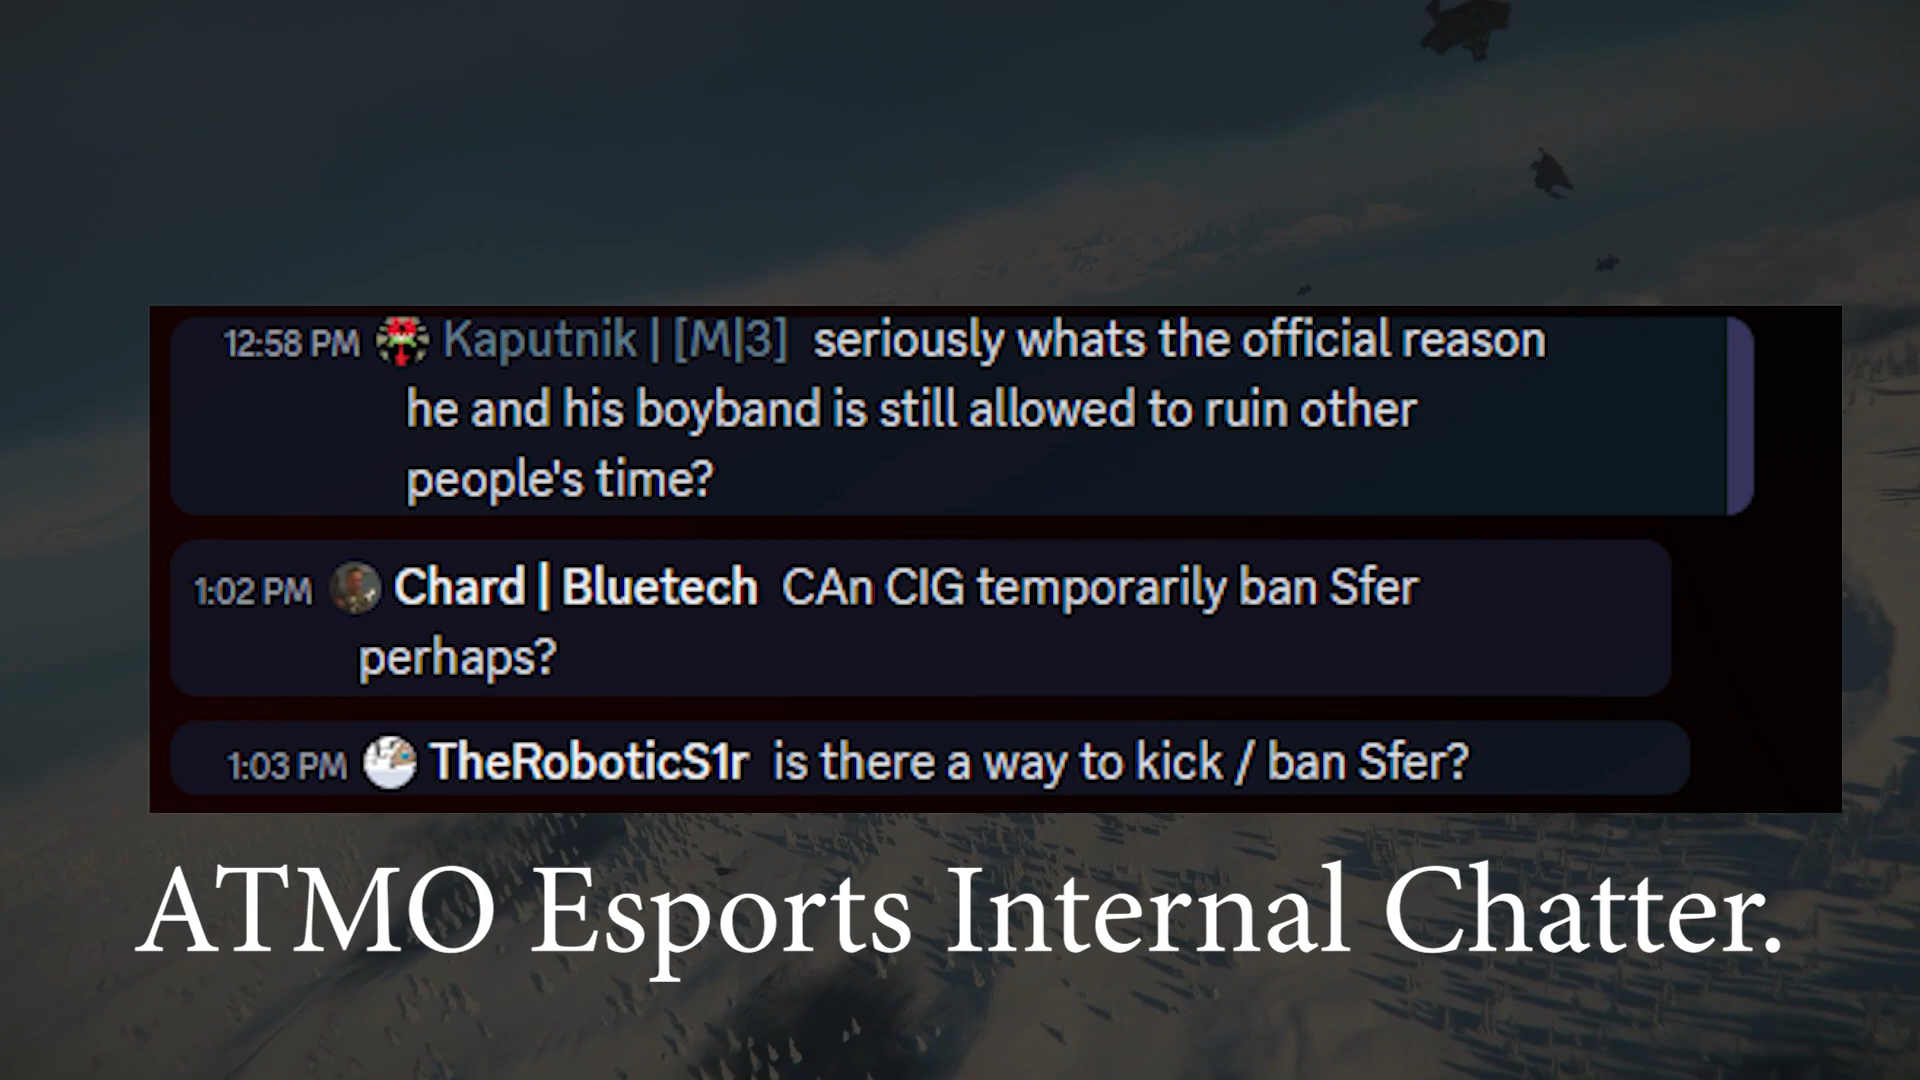 12:58 PM Kaputnik | [M|3] seriously whats the official reason
he and his boyband is still allowed to ruin other
people's time?
1:02 PM Chard | Bluetech CAn CIG temporarily ban Sfer
perhaps?
1:03 PM TheRoboticS1r is there a way to kick / ban Sfer?
ATMO Esports Internal Chatter.